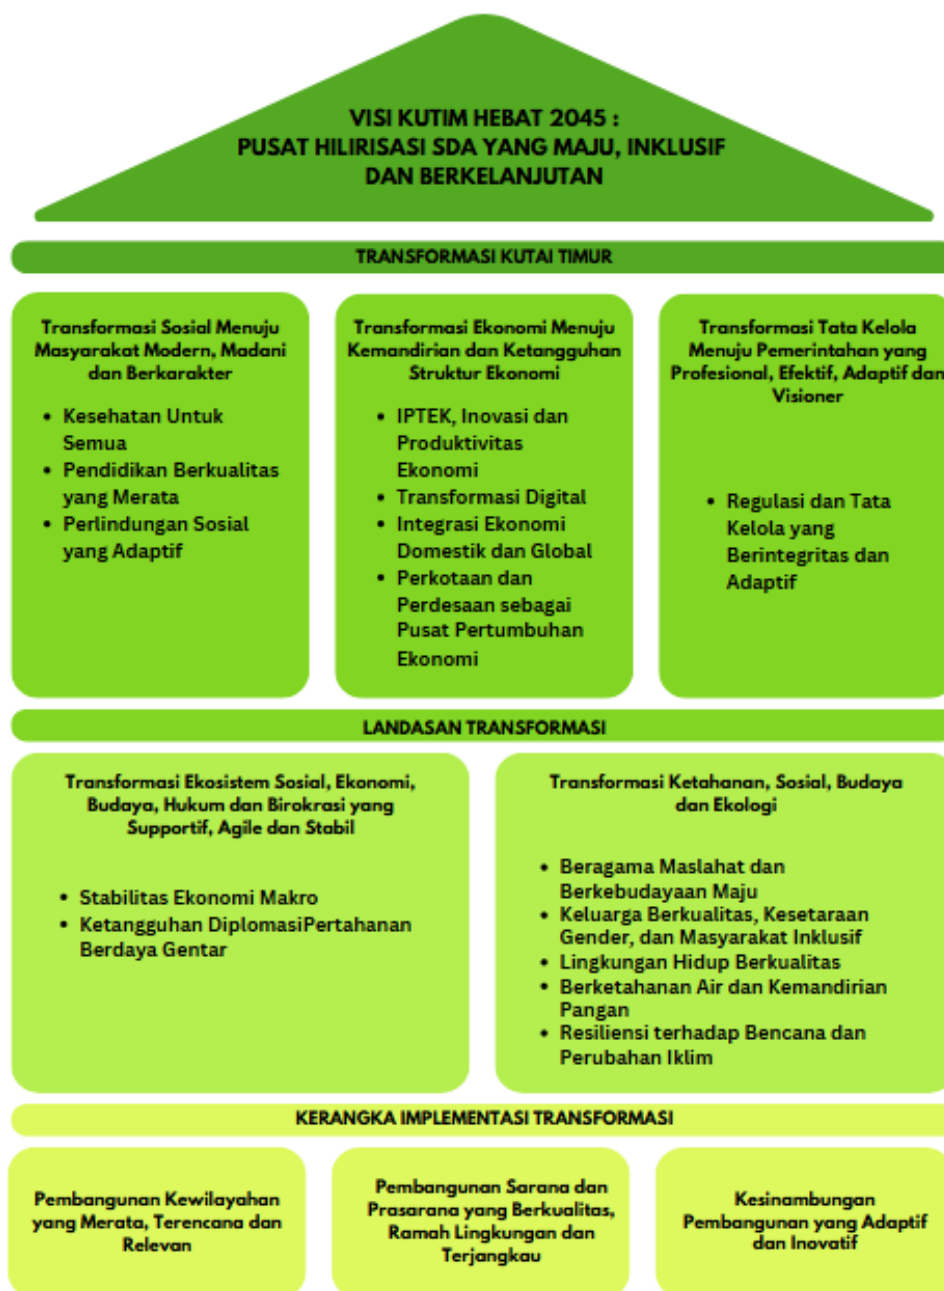 VISI KUTIM HEBAT 2045 :
PUSAT HILIRISASI SDA YANG MAJU, INKLUSIF
DAN BERKELANJUTAN
TRANSFORMASI KUTAI TIMUR
Transformasi Sosial Menuju
Masyarakat Modern, Madani
dan Berkarakter
• Kesehatan Untuk
Semua
• Pendidikan Berkualitas
yang Merata
• Perlindungan Sosial
yang Adaptif
Transformasi Ekonomi Menuju
Kemandirian dan Ketangguhan
Struktur Ekonomi
• IPTEK, Inovasi dan
Produktivitas
Ekonomi
• Transformasi Digital
• Integrasi Ekonomi
Domestik dan Global
• Perkotaan dan
Perdesaan sebagai
Pusat Pertumbuhan
Ekonomi
Transformasi Tata Kelola
Menuju Pemerintahan yang
Profesional, Efektif, Adaptif dan
Visioner
• Regulasi dan Tata
Kelola yang
Berintegritas dan
Adaptif
LANDASAN TRANSFORMASI
Transformasi Ekosistem Sosial, Ekonomi,
Budaya, Hukum dan Birokrasi yang
Supportif, Agile dan Stabil
• Stabilitas Ekonomi Makro
• Ketangguhan DiplomasiPertahanan
Berdaya Gentar
Transformasi Ketahanan, Sosial, Budaya
dan Ekologi
• Beragama Maslahat dan
Berkebudayaan Maju
• Keluarga Berkualitas, Kesetaraan
Gender, dan Masyarakat Inklusif
• Lingkungan Hidup Berkualitas
• Berketahanan Air dan Kemandirian
Pangan
• Resiliensi terhadap Bencana dan
Perubahan Iklim
KERANGKA IMPLEMENTASI TRANSFORMASI
Pembangunan Kewilayahan
yang Merata, Terencana dan
Relevan
Pembangunan Sarana dan
Prasarana yang Berkualitas,
Ramah Lingkungan dan
Terjangkau
Kesinambungan
Pembangunan yang Adaptif
dan Inovatif